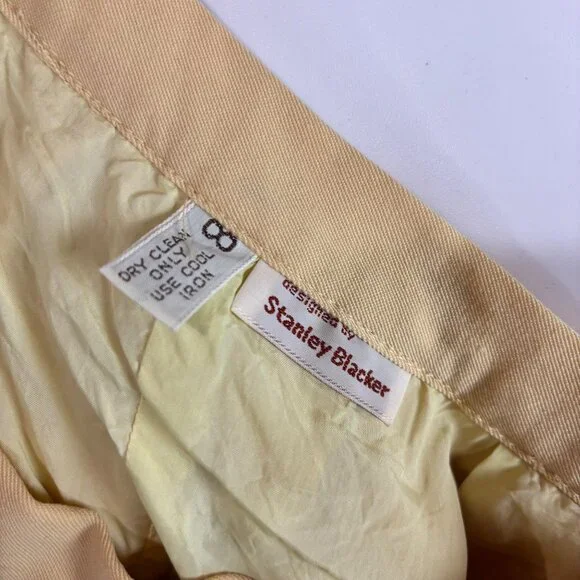 8
DRY CLEAN
ONLY
USE COOL
IRON
designed by
Stanley Blacker